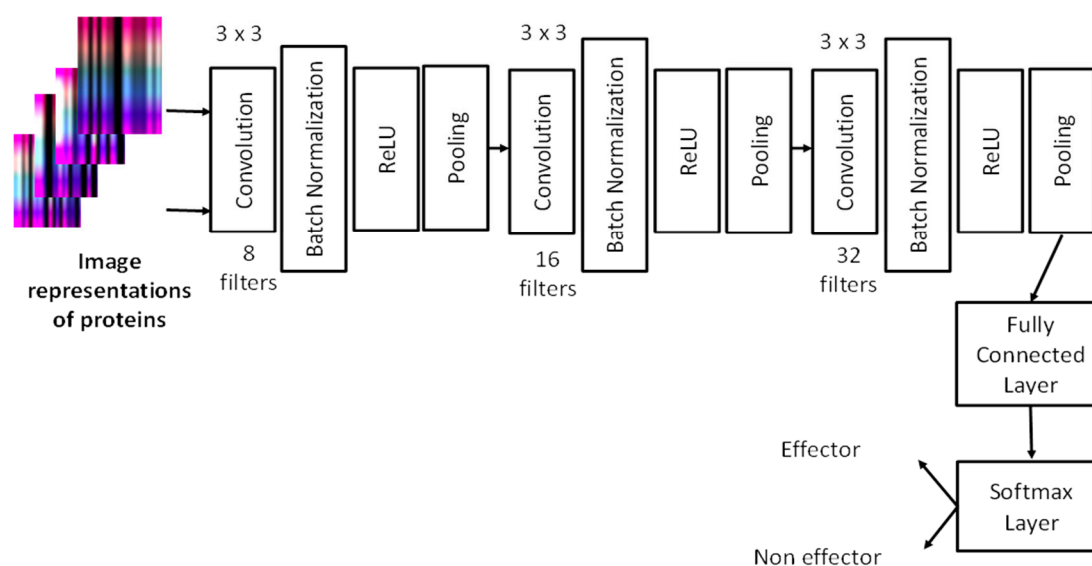 3 x 3
Convolution
8
filters
Batch Normalization
ReLU
Pooling
3 x 3
Convolution
16
filters
Batch Normalization
ReLU
Pooling
3 x 3
Convolution
32
filters
Batch Normalization
ReLU
Pooling
Image
representations
of proteins
Fully
Connected
Layer
Softmax
Layer
Effector
Non effector